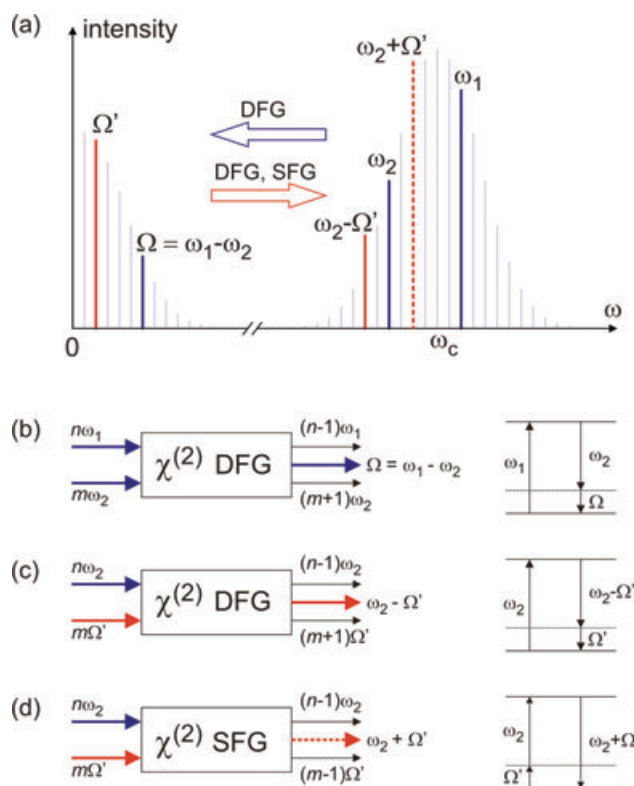 (a)
intensity
ω₂+Ω'
ω₁
Ω'
DFG
ω₂
DFG, SFG
ω₂-Ω'
Ω = ω₁-ω₂
0
ω_c
ω
(b)
nω₁
(n-1)ω₁
χ⁽²⁾ DFG
Ω = ω₁ - ω₂
mω₂
(m+1)ω₂
ω₁
ω₂
Ω
(c)
nω₂
(n-1)ω₂
χ⁽²⁾ DFG
ω₂ - Ω'
mΩ'
(m+1)Ω'
ω₂
ω₂-Ω'
Ω'
(d)
nω₂
(n-1)ω₂
χ⁽²⁾ SFG
ω₂ + Ω'
mΩ'
(m-1)Ω'
ω₂
ω₂+Ω
Ω'